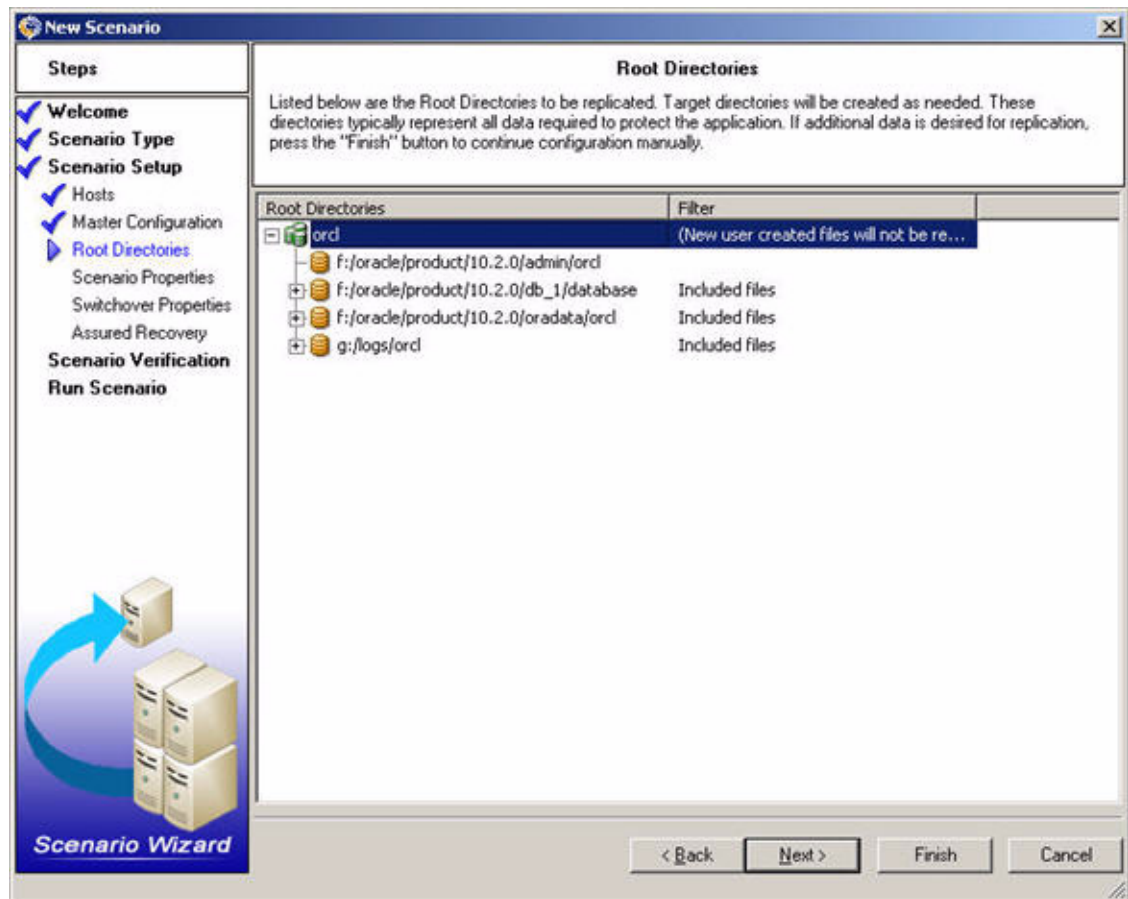 New Scenario
Steps
Welcome
Scenario Type
Scenario Setup
Hosts
Master Configuration
Root Directories
Scenario Properties
Switchover Properties
Assured Recovery
Scenario Verification
Run Scenario
Scenario Wizard
Root Directories
Listed below are the Root Directories to be replicated. Target directories will be created as needed. These
directories typically represent all data required to protect the application. If additional data is desired for replication,
press the "Finish" button to continue configuration manually.
Root Directories Filter
orcl (New user created files will not be re...
f:/oracle/product/10.2.0/admin/orcl
f:/oracle/product/10.2.0/db_1/database Included files
f:/oracle/product/10.2.0/oradata/orcl Included files
g:/logs/orcl Included files
< Back Next > Finish Cancel